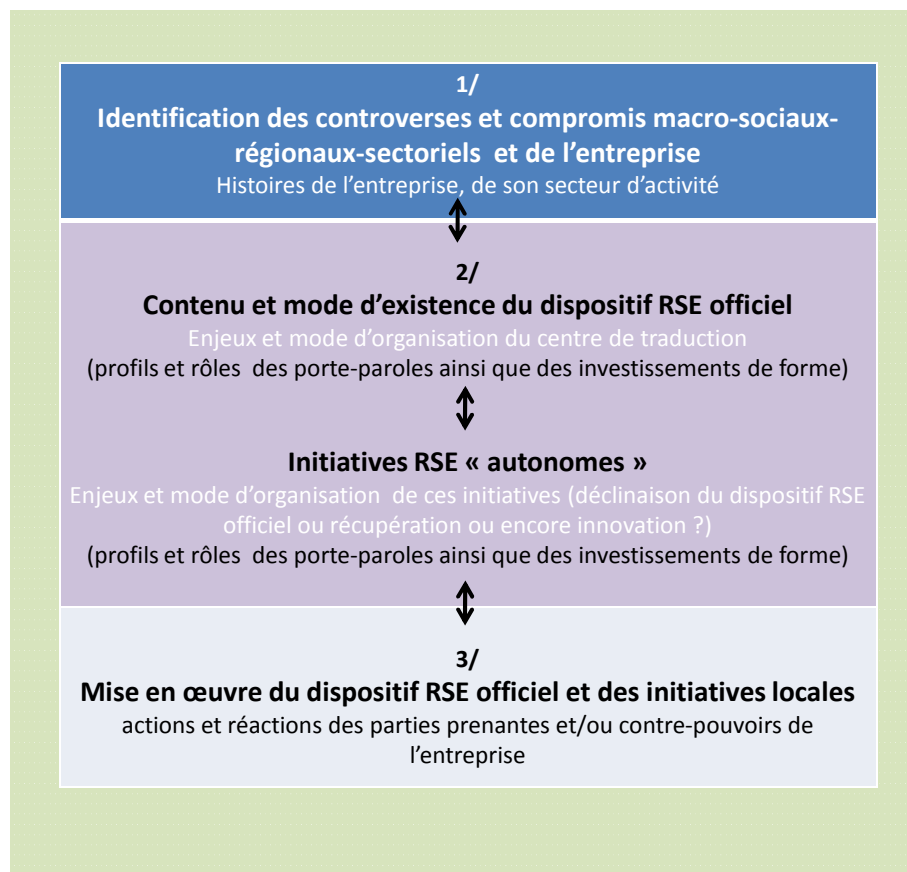 1/
Identification des controverses et compromis macro-sociaux-
régionaux-sectoriels et de l’entreprise
Histoires de l’entreprise, de son secteur d’activité
2/
Contenu et mode d’existence du dispositif RSE officiel
Enjeux et mode d’organisation du centre de traduction
(profils et rôles des porte-paroles ainsi que des investissements de forme)
Initiatives RSE « autonomes »
Enjeux et mode d’organisation de ces initiatives (déclinaison du dispositif RSE
officiel ou récupération ou encore innovation ?)
(profils et rôles des porte-paroles ainsi que des investissements de forme)
3/
Mise en œuvre du dispositif RSE officiel et des initiatives locales
actions et réactions des parties prenantes et/ou contre-pouvoirs de
l’entreprise